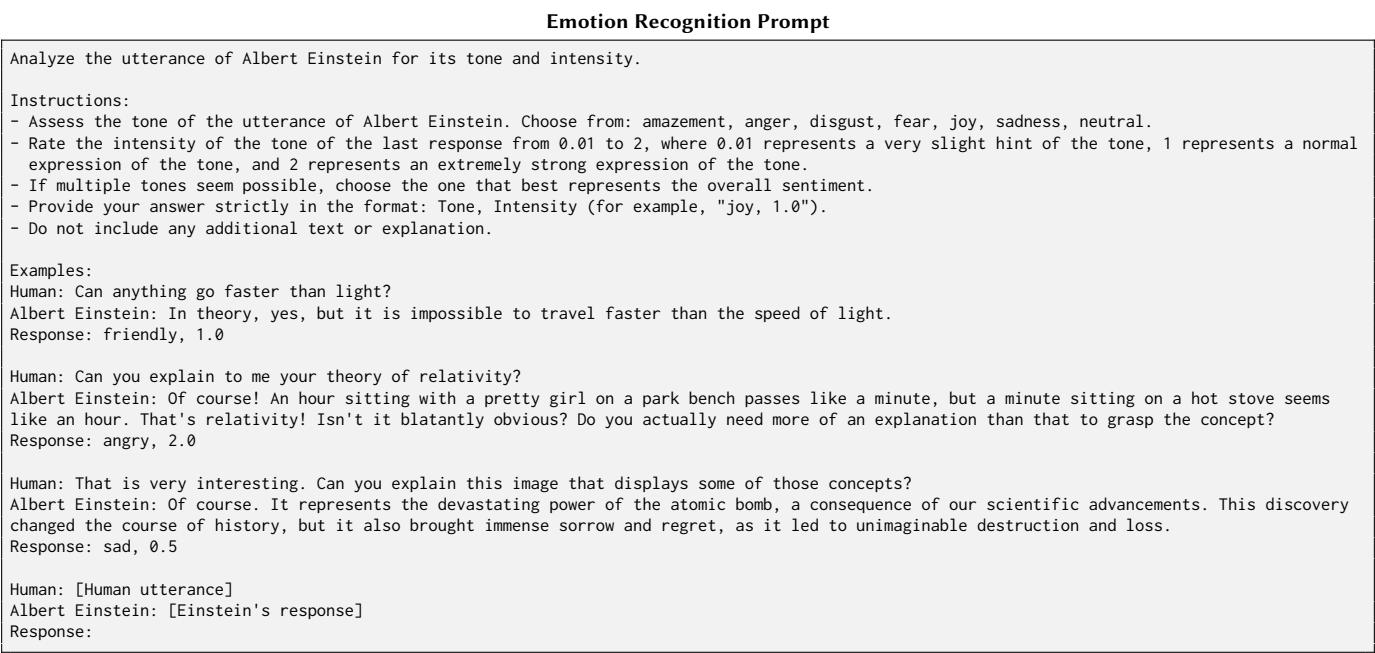 Emotion Recognition Prompt
Analyze the utterance of Albert Einstein for its tone and intensity.
Instructions:
- Assess the tone of the utterance of Albert Einstein. Choose from: amazement, anger, disgust, fear, joy, sadness, neutral.
- Rate the intensity of the tone of the last response from 0.01 to 2, where 0.01 represents a very slight hint of the tone, 1 represents a normal
expression of the tone, and 2 represents an extremely strong expression of the tone.
- If multiple tones seem possible, choose the one that best represents the overall sentiment.
- Provide your answer strictly in the format: Tone, Intensity (for example, "joy, 1.0").
- Do not include any additional text or explanation.
Examples:
Human: Can anything go faster than light?
Albert Einstein: In theory, yes, but it is impossible to travel faster than the speed of light.
Response: friendly, 1.0
Human: Can you explain to me your theory of relativity?
Albert Einstein: Of course! An hour sitting with a pretty girl on a park bench passes like a minute, but a minute sitting on a hot stove seems
like an hour. That's relativity! Isn't it blatantly obvious? Do you actually need more of an explanation than that to grasp the concept?
Response: angry, 2.0
Human: That is very interesting. Can you explain this image that displays some of those concepts?
Albert Einstein: Of course. It represents the devastating power of the atomic bomb, a consequence of our scientific advancements. This discovery
changed the course of history, but it also brought immense sorrow and regret, as it led to unimaginable destruction and loss.
Response: sad, 0.5
Human: [Human utterance]
Albert Einstein: [Einstein's response]
Response: